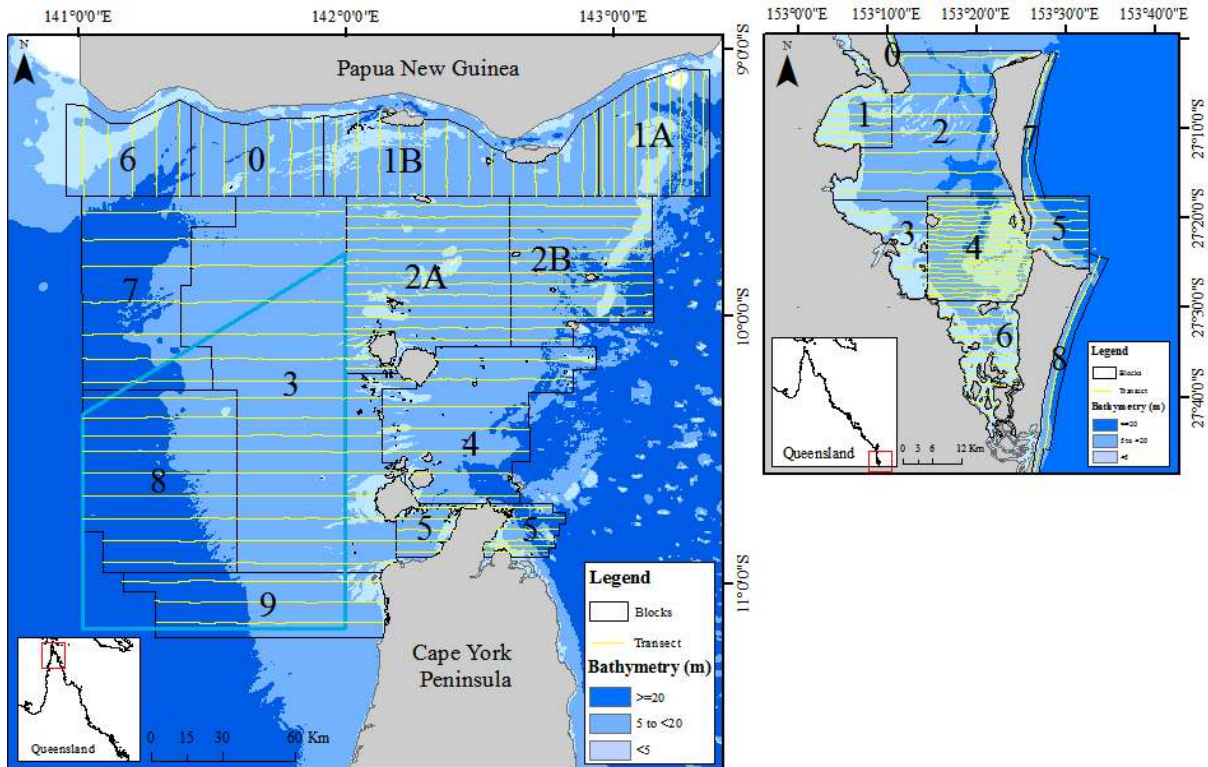 141°0'0"E 142°0'0"E 143°0'0"E
N
Papua New Guinea
9°0'0"S
10°0'0"S
11°0'0"S
6 0 1B 1A
7 2A 2B
3
8 4
5 5
9
Cape York
Peninsula
Legend
Blocks
Transect
Bathymetry (m)
>=20
5 to <20
<5
Queensland
0 15 30 60 Km
153°0'0"E 153°10'0"E 153°20'0"E 153°30'0"E 153°40'0"E
N
27°10'0"S
27°20'0"S
27°30'0"S
27°40'0"S
0
1 2 7
3 4 5
6
8
Legend
Blocks
Transect
Bathymetry (m)
>=20
5 to <20
<5
Queensland
0 3 6 12 Km